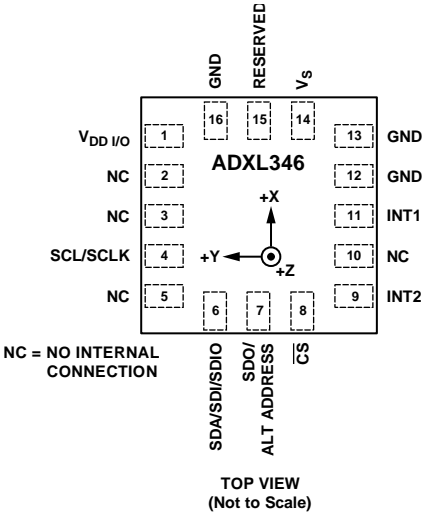 GND
RESERVED
VS
16
15
14
VDD I/O
1
13
GND
NC
2
ADXL346
12
GND
NC
3
+X
11
INT1
SCL/SCLK
4
+Y
+Z
10
NC
NC
5
9
INT2
6
7
8
SDA/SDI/SDIO
SDO/
ALT ADDRESS
C̅S̅
NC = NO INTERNAL
CONNECTION
TOP VIEW
(Not to Scale)